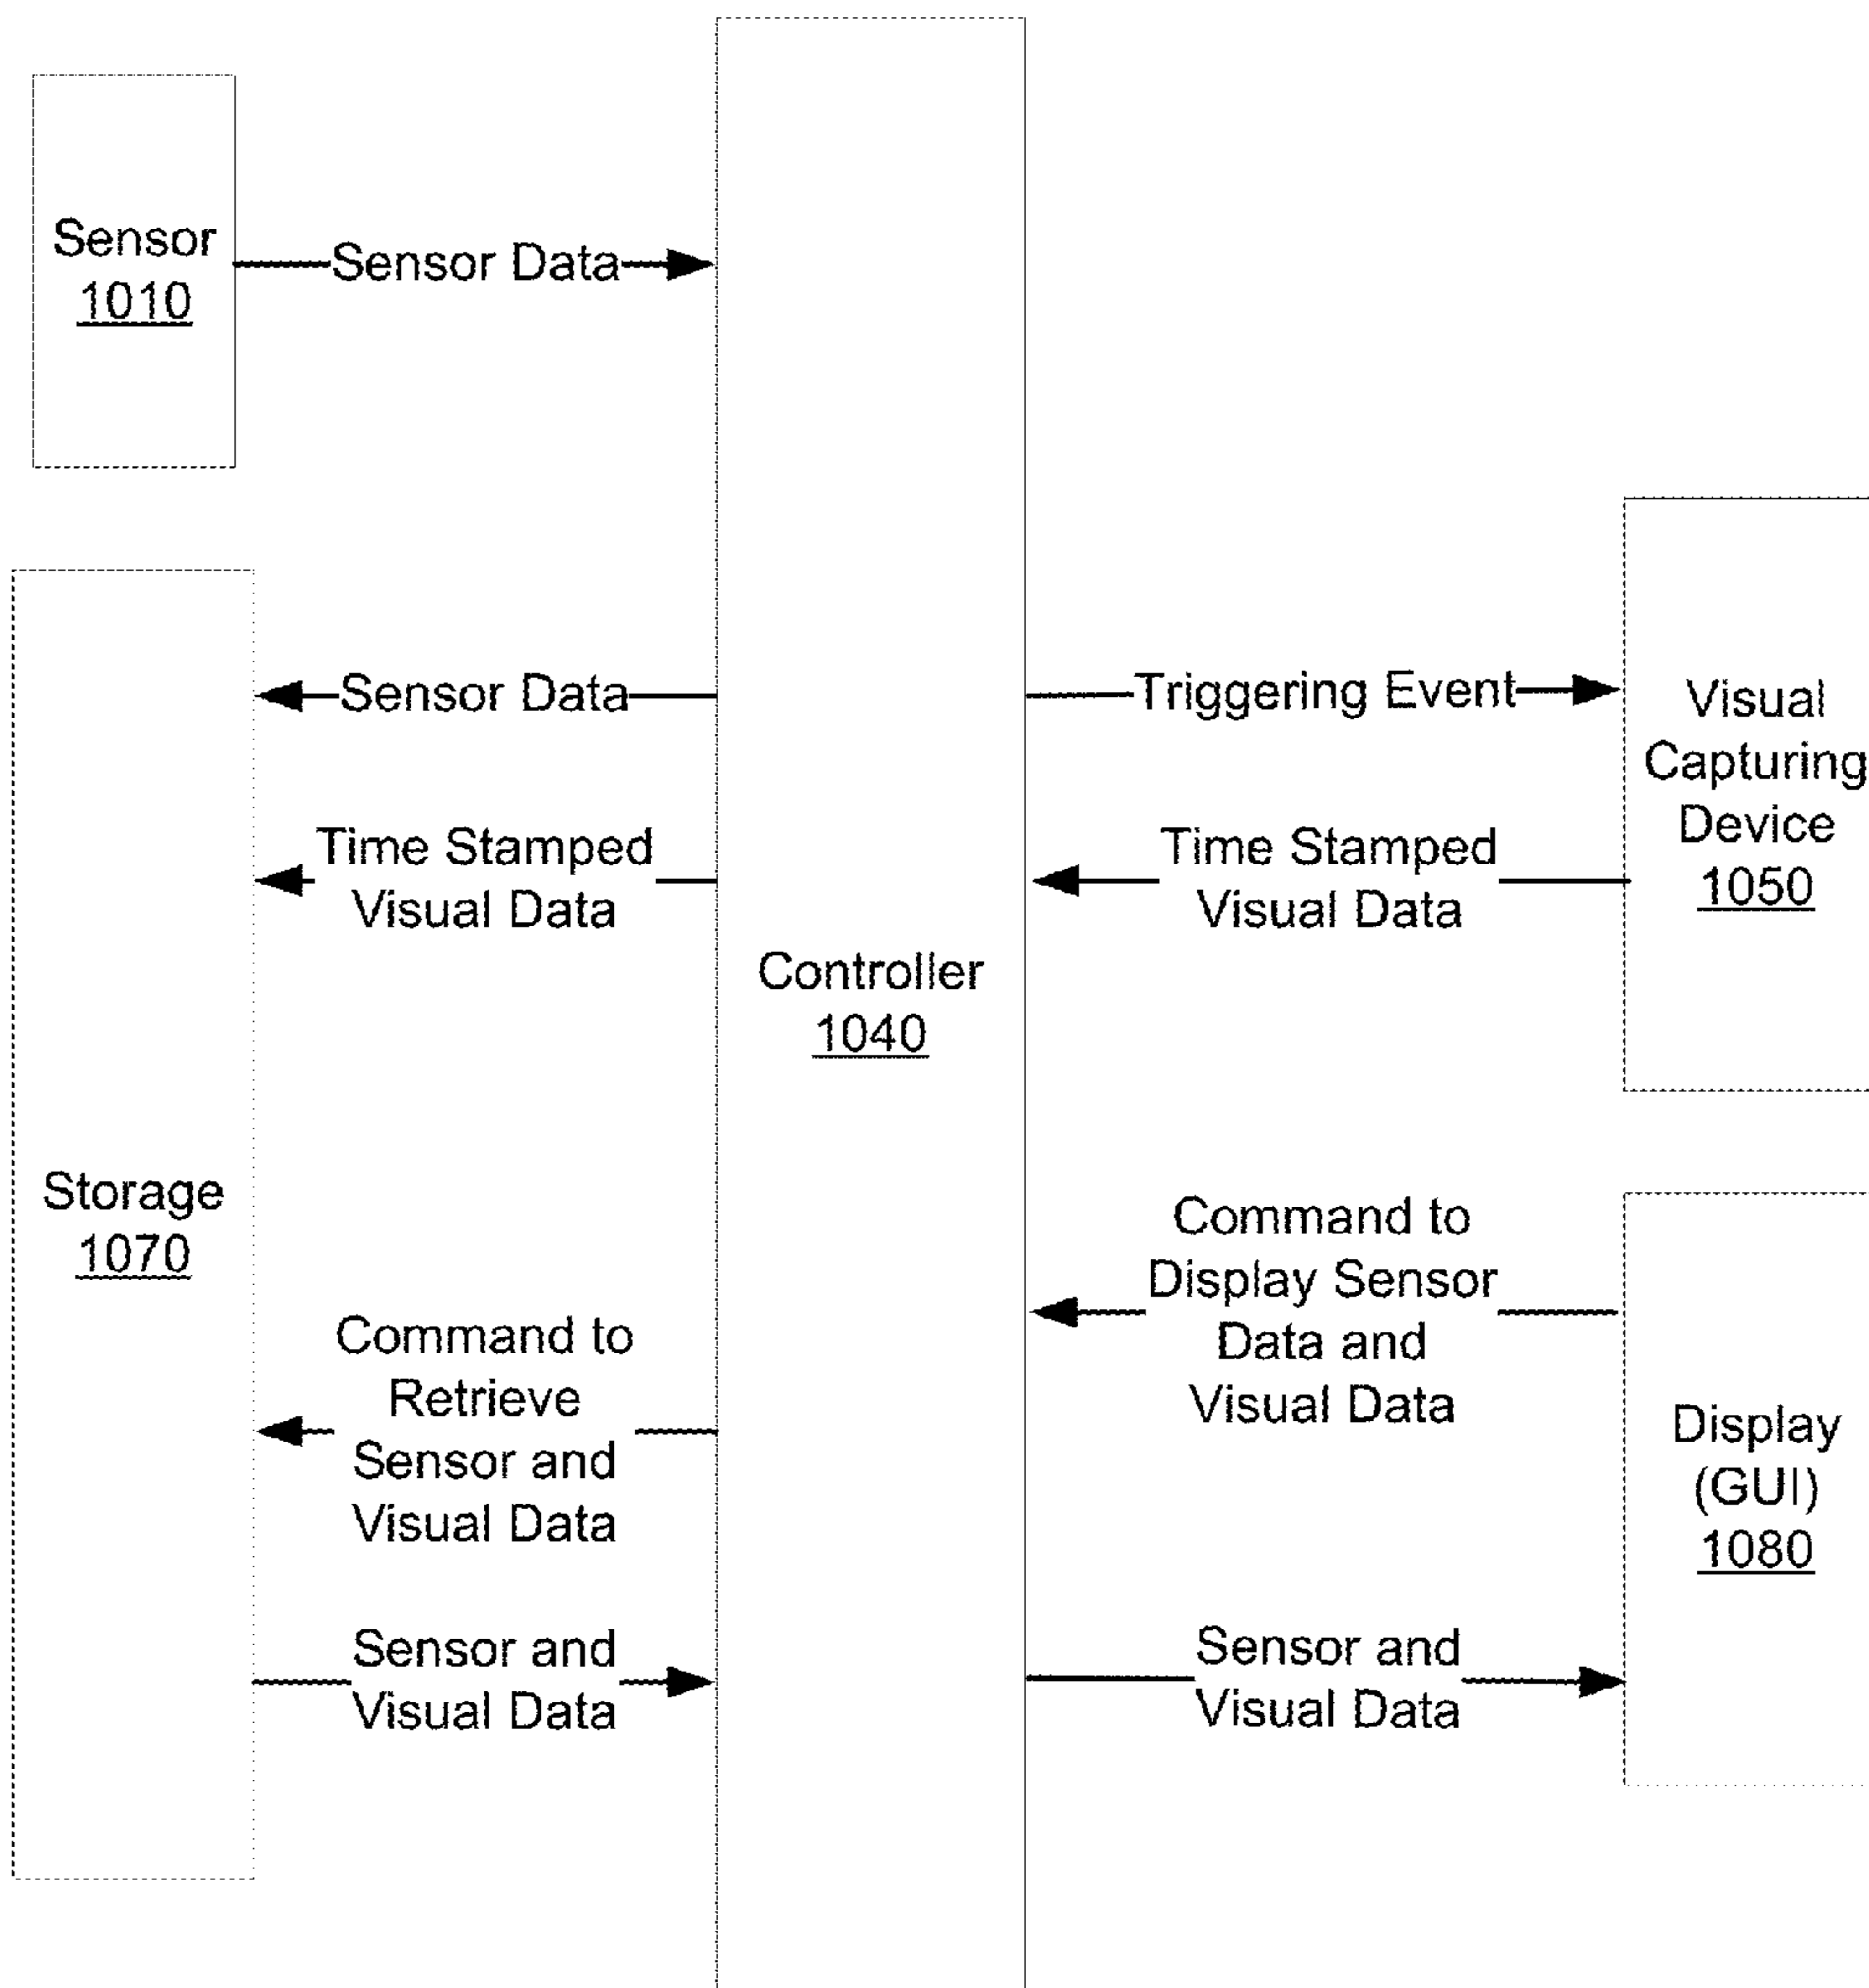 Sensor
1010
Sensor Data
Sensor Data
Triggering Event
Visual
Capturing
Device
1050
Time Stamped
Visual Data
Time Stamped
Visual Data
Controller
1040
Storage
1070
Command to
Display Sensor
Data and
Visual Data
Command to
Retrieve
Sensor and
Visual Data
Display
(GUI)
1080
Sensor and
Visual Data
Sensor and
Visual Data